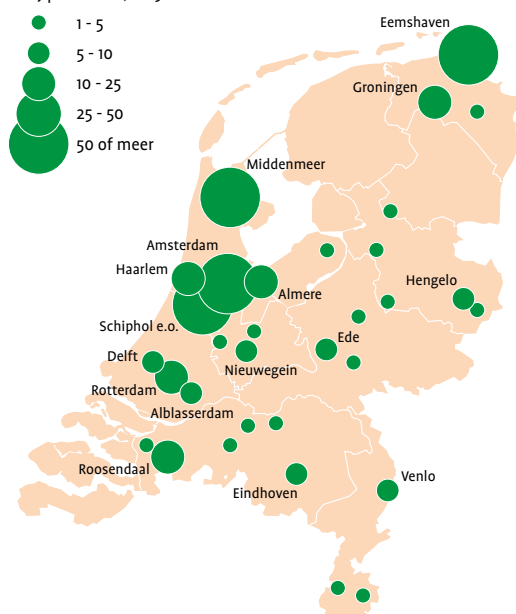 1 - 5
5 - 10
10 - 25
25 - 50
50 of meer
Eemshaven
Groningen
Middenmeer
Amsterdam
Haarlem
Almere
Hengelo
Schiphol e.o.
Ede
Delft
Nieuwegein
Rotterdam
Alblasserdam
Roosendaal
Eindhoven
Venlo